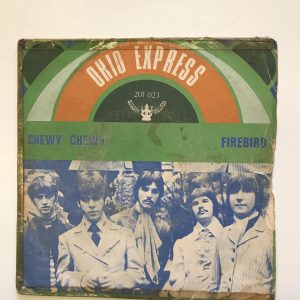 OHIO EXPRESS
201 023
CHEWY CHEWY
FIREBIRD